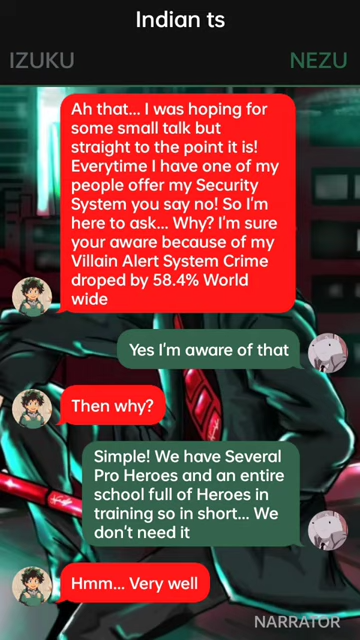 Indian ts
IZUKU
NEZU
Ah that... I was hoping for
some small talk but
straight to the point it is!
Everytime I have one of my
people offer my Security
System you say no! So I'm
here to ask... Why? I'm sure
your aware because of my
Villain Alert System Crime
droped by 58.4% World
wide
Yes I'm aware of that
Then why?
Simple! We have Several
Pro Heroes and an entire
school full of Heroes in
training so in short... We
don't need it
Hmm... Very well
NARRATOR